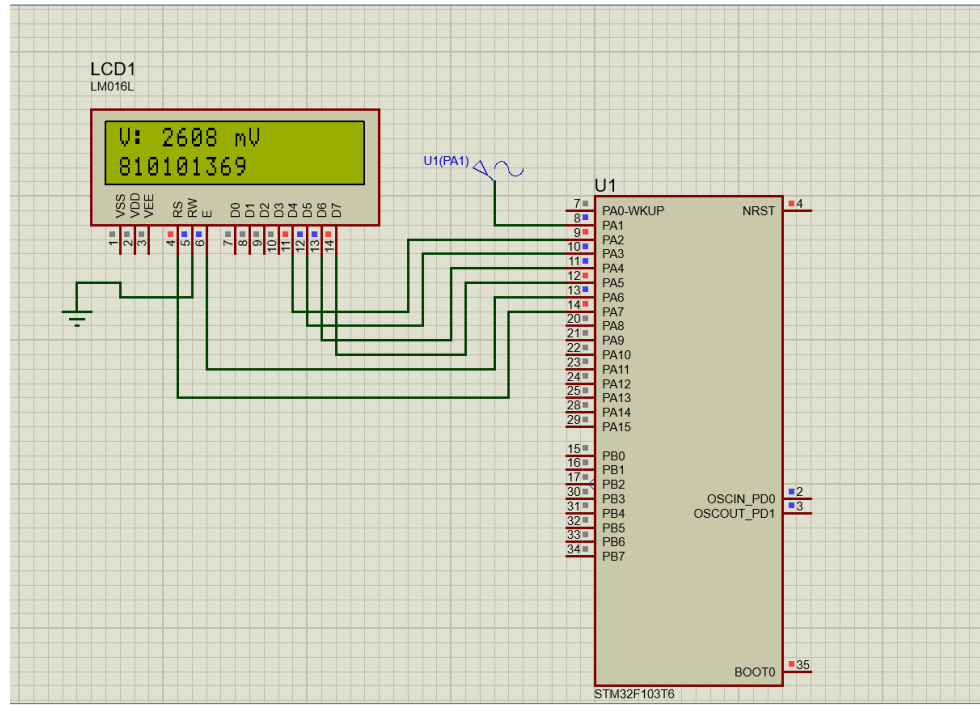 LCD1
LM016L
V: 2608 mV
810101369
VSS VDD VEE RS RW E D0 D1 D2 D3 D4 D5 D6 D7
1 2 3 4 5 6 7 8 9 10 11 12 13 14
U1(PA1)
U1
7 PA0-WKUP NRST 4
8 PA1
9 PA2
10 PA3
11 PA4
12 PA5
13 PA6
14 PA7
20 PA8
21 PA9
22 PA10
23 PA11
24 PA12
25 PA13
28 PA14
29 PA15
15 PB0
16 PB1
17 PB2
30 PB3 OSCIN_PD0 2
31 PB4 OSCOUT_PD1 3
32 PB5
33 PB6
34 PB7
BOOT0 35
STM32F103T6